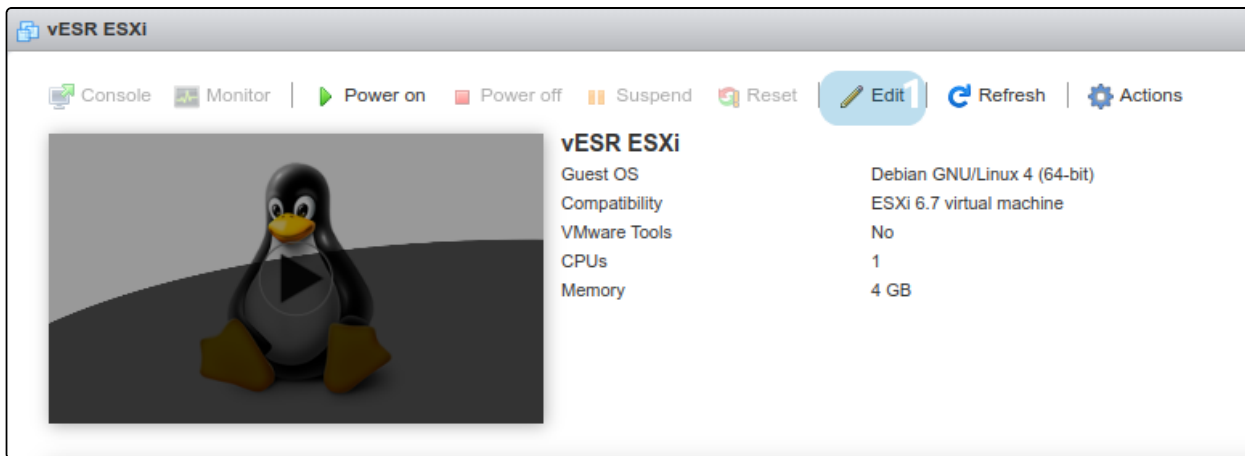 vESR ESXi
Console Monitor Power on Power off Suspend Reset Edit 1 Refresh Actions
vESR ESXi
Guest OS Debian GNU/Linux 4 (64-bit)
Compatibility ESXi 6.7 virtual machine
VMware Tools No
CPUs 1
Memory 4 GB